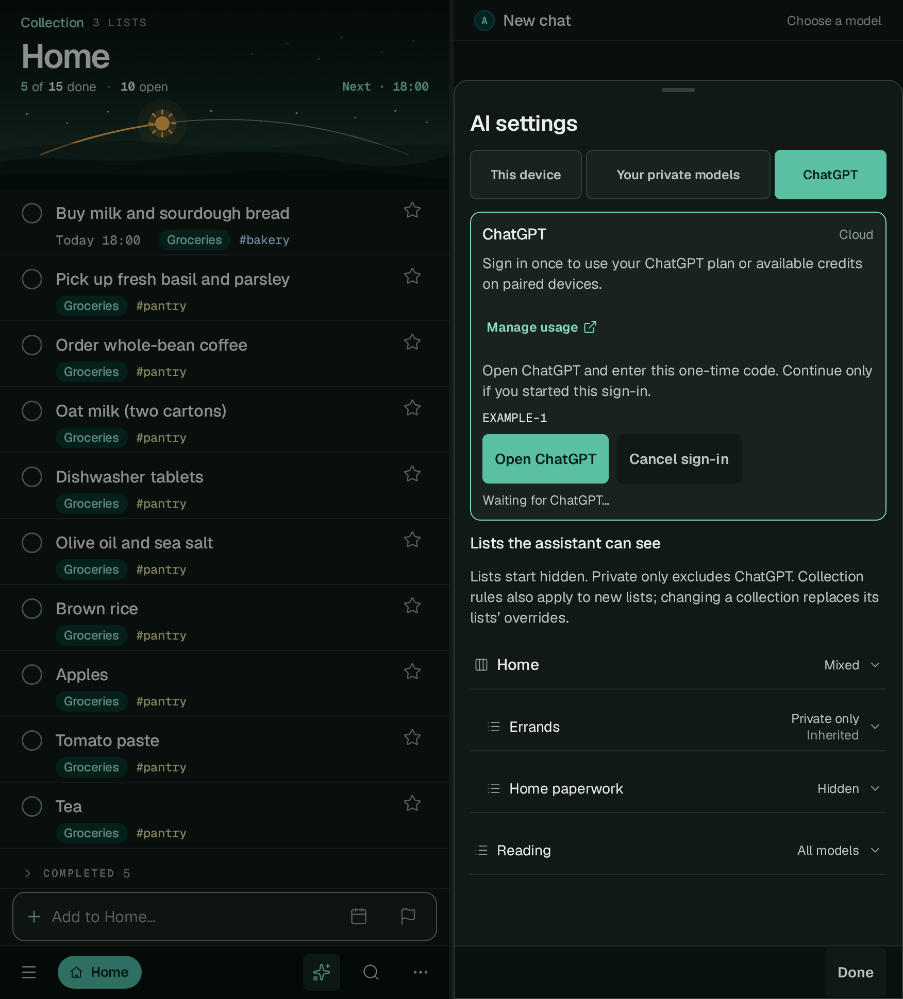 Collection 3 LISTS
Home
5 of 15 done · 10 open
Next · 18:00
Buy milk and sourdough bread
Today 18:00 Groceries #bakery
Pick up fresh basil and parsley
Groceries #pantry
Order whole-bean coffee
Groceries #pantry
Oat milk (two cartons)
Groceries #pantry
Dishwasher tablets
Groceries #pantry
Olive oil and sea salt
Groceries #pantry
Brown rice
Groceries #pantry
Apples
Groceries #pantry
Tomato paste
Groceries #pantry
Tea
Groceries #pantry
COMPLETED 5
Add to Home…
Home
A New chat
Choose a model
AI settings
This device
Your private models
ChatGPT
ChatGPT
Cloud
Sign in once to use your ChatGPT plan or available credits
on paired devices.
Manage usage
Open ChatGPT and enter this one-time code. Continue only
if you started this sign-in.
EXAMPLE-1
Open ChatGPT
Cancel sign-in
Waiting for ChatGPT…
Lists the assistant can see
Lists start hidden. Private only excludes ChatGPT. Collection
rules also apply to new lists; changing a collection replaces its
lists’ overrides.
Home
Mixed
Errands
Private only
Inherited
Home paperwork
Hidden
Reading
All models
Done